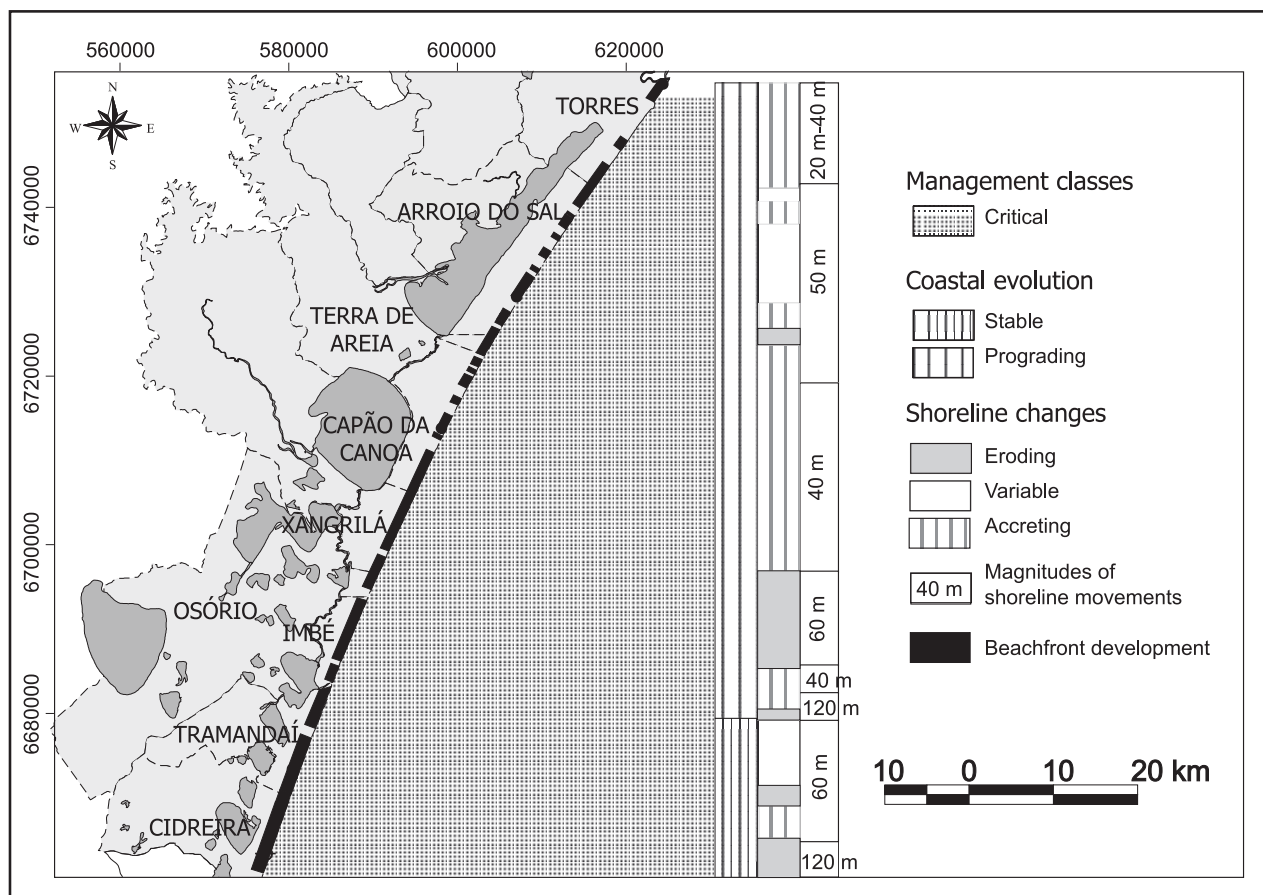 560000
580000
600000
620000
N
W
E
S
6740000
6720000
6700000
6680000
TORRES
ARROIO DO SAL
TERRA DE
AREIA
CAPÃO DA
CANOA
XANGRILÁ
OSÓRIO
IMBÉ
TRAMANDAÍ
CIDREIRA
20 m-40 m
50 m
40 m
60 m
40 m
120 m
60 m
120 m
Management classes
Critical
Coastal evolution
Stable
Prograding
Shoreline changes
Eroding
Variable
Accreting
40 m
Magnitudes of
shoreline movements
Beachfront development
10 0 10 20 km